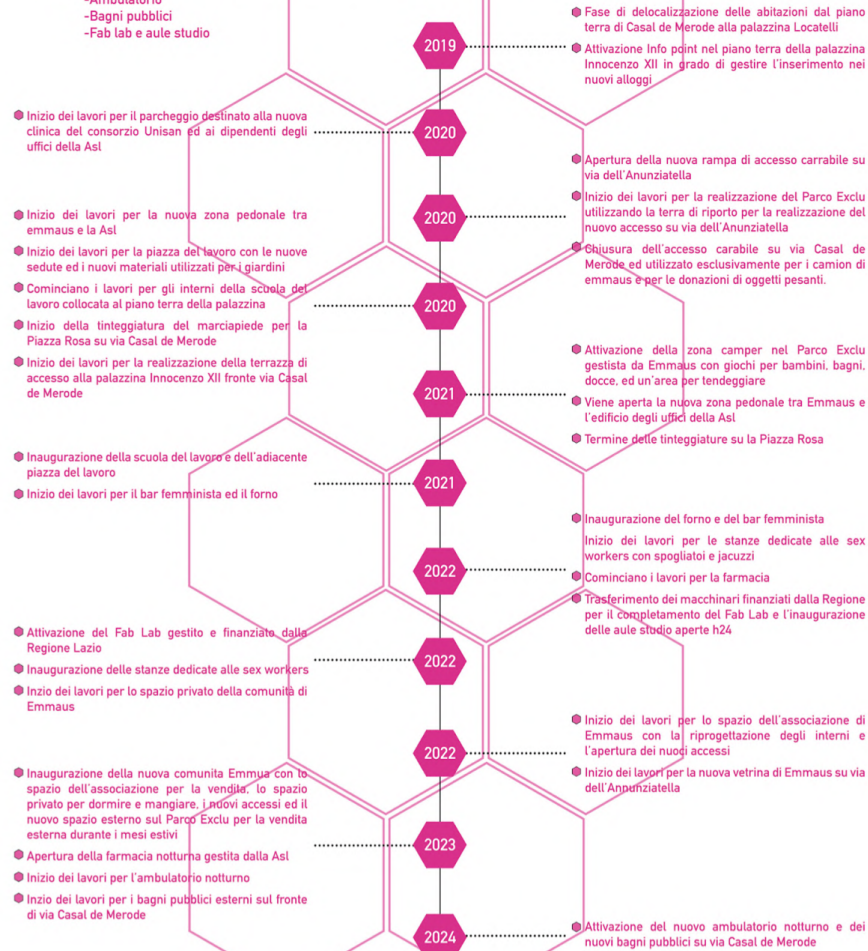 -Ambulatorio
-Bagni pubblici
-Fab lab e aule studio
2019
Fase di delocalizzazione delle abitazioni dal piano
terra di Casal de Merode alla palazzina Locatelli
Attivazione Info point nel piano terra della palazzina
Innocenzo XII in grado di gestire l'inserimento nei
nuovi alloggi
Inizio dei lavori per il parcheggio destinato alla nuova
clinica del consorzio Unisan ed ai dipendenti degli
uffici della Asl
2020
2020
Apertura della nuova rampa di accesso carrabile su
via dell'Anunziatella
Inizio dei lavori per la realizzazione del Parco Exclu
utilizzando la terra di riporto per la realizzazione del
nuovo accesso su via dell'Anunziatella
Chiusura dell'accesso carabile su via Casal de
Merode ed utilizzato esclusivamente per i camion di
emmaus e per le donazioni di oggetti pesanti.
Inizio dei lavori per la nuova zona pedonale tra
emmaus e la Asl
Inizio dei lavori per la piazza del lavoro con le nuove
sedute ed i nuovi materiali utilizzati per i giardini
Cominciano i lavori per gli interni della scuola del
lavoro collocata al piano terra della palazzina
Inizio della tinteggiatura del marciapiede per la
Piazza Rosa su via Casal de Merode
Inizio dei lavori per la realizzazione della terrazza di
accesso alla palazzina Innocenzo XII fronte via Casal
de Merode
2020
2021
Attivazione della zona camper nel Parco Exclu
gestista da Emmaus con giochi per bambini, bagni,
docce, ed un'area per tendeggiare
Viene aperta la nuova zona pedonale tra Emmaus e
l'edificio degli uffici della Asl
Termine delle tinteggiature su la Piazza Rosa
Inaugurazione della scuola del lavoro e dell'adiacente
piazza del lavoro
Inizio dei lavori per il bar femminista ed il forno
2021
2022
Inaugurazione del forno e del bar femminista
Inizio dei lavori per le stanze dedicate alle sex
workers con spogliatoi e jacuzzi
Cominciano i lavori per la farmacia
Trasferimento dei macchinari finanziati dalla Regione
per il completamento del Fab Lab e l'inaugurazione
delle aule studio aperte h24
Attivazione del Fab Lab gestito e finanziato dalla
Regione Lazio
Inaugurazione delle stanze dedicate alle sex workers
Inzio dei lavori per lo spazio privato della comunità di
Emmaus
2022
2022
Inizio dei lavori per lo spazio dell'associazione di
Emmaus con la riprogettazione degli interni e
l'apertura dei nuoci accessi
Inizio dei lavori per la nuova vetrina di Emmaus su via
dell'Annunziatella
Inaugurazione della nuova comunita Emmua con lo
spazio dell'associazione per la vendita, lo spazio
privato per dormire e mangiare, i nuovi accessi ed il
nuovo spazio esterno sul Parco Exclu per la vendita
esterna durante i mesi estivi
Apertura della farmacia notturna gestita dalla Asl
Inizio dei lavori per l'ambulatorio notturno
Inzio dei lavori per i bagni pubblici esterni sul fronte
di via Casal de Merode
2023
2024
Attivazione del nuovo ambulatorio notturno e dei
nuovi bagni pubblici su via Casal de Merode